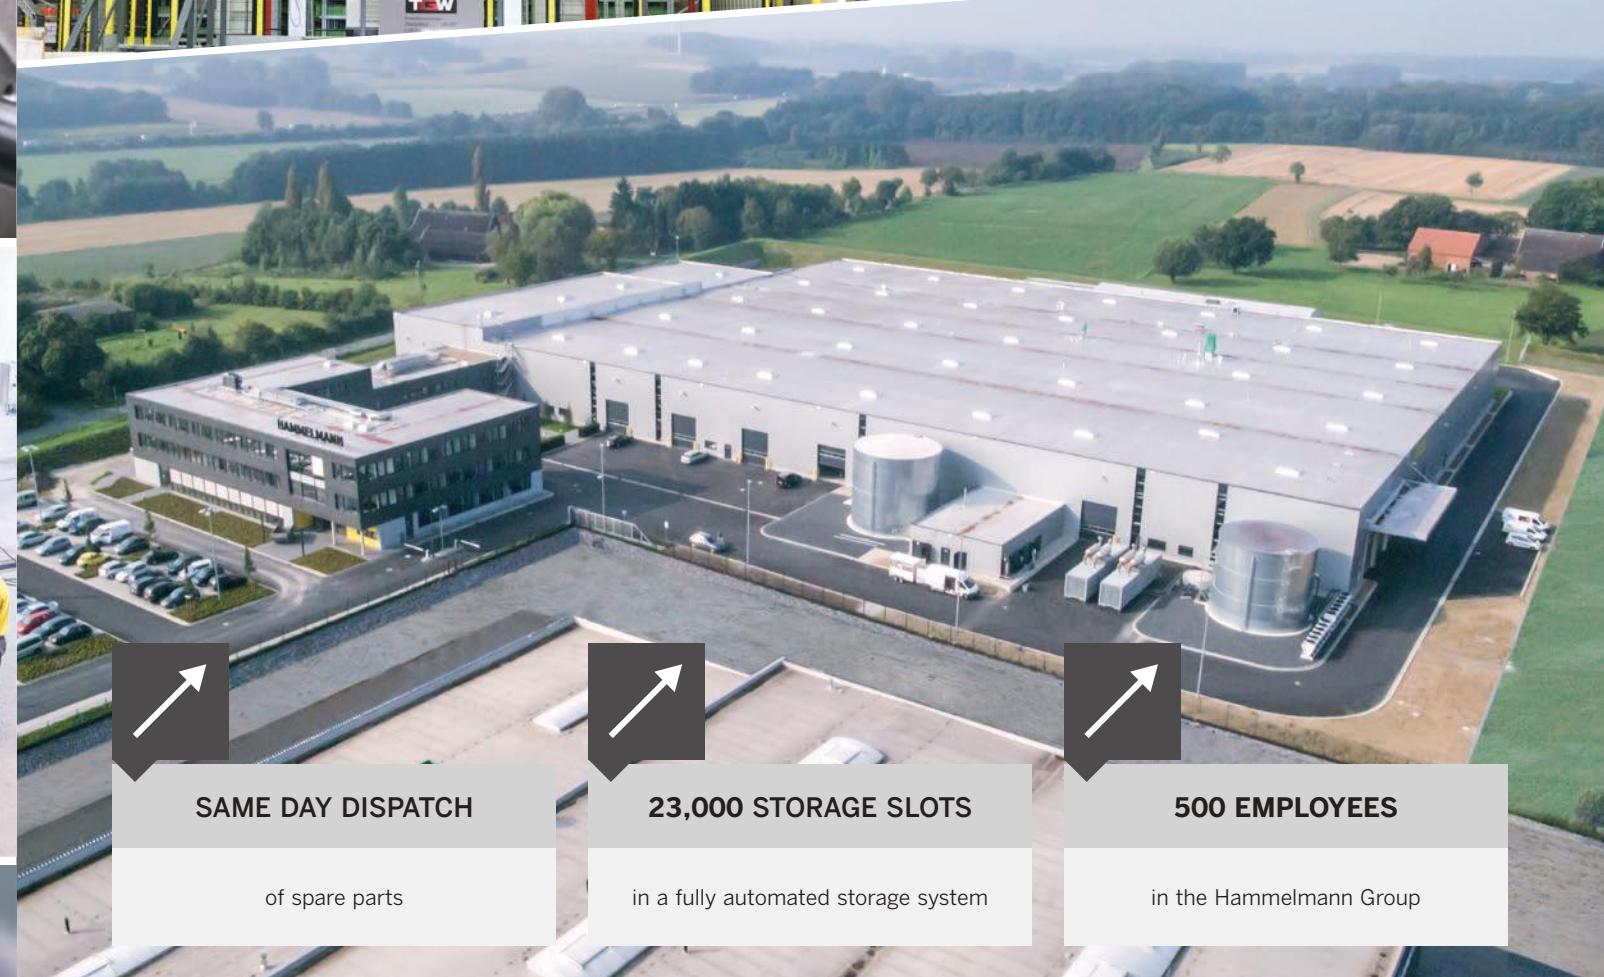 TGW
HAMMELMANN
SAME DAY DISPATCH
of spare parts
23,000 STORAGE SLOTS
in a fully automated storage system
500 EMPLOYEES
in the Hammelmann Group